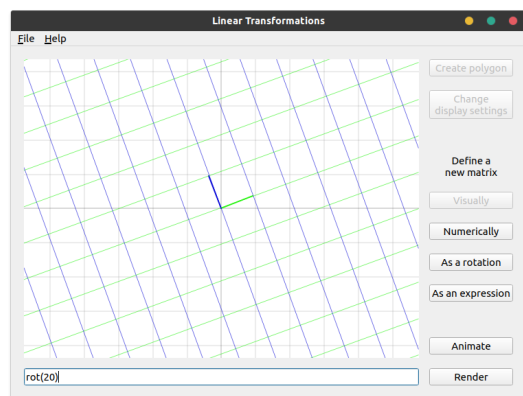 Linear Transformations
File Help
Create polygon
Change
display settings
Define a
new matrix
Visually
Numerically
As a rotation
As an expression
Animate
rot(20)
Render